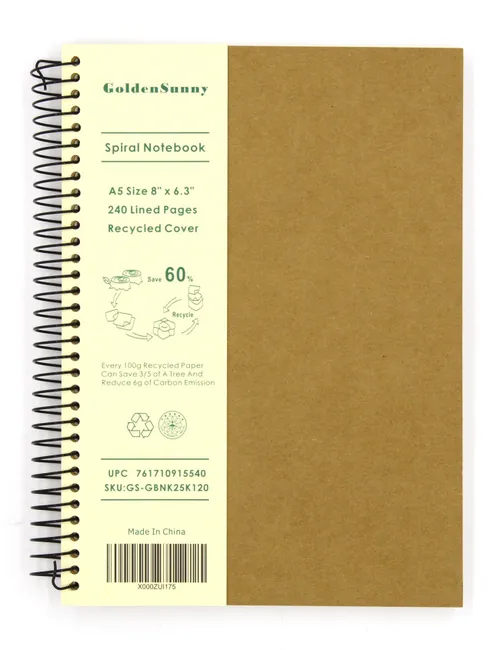 GoldenSunny
Spiral Notebook
A5 Size 8" x 6.3"
240 Lined Pages
Recycled Cover
Save 60%
Recycle
Every 100g Recycled Paper
Can Save 3/5 of A Tree And
Reduce 6g of Carbon Emission
UPC 761710915540
SKU:GS-GBNK25K120
Made In China
X000ZUI175